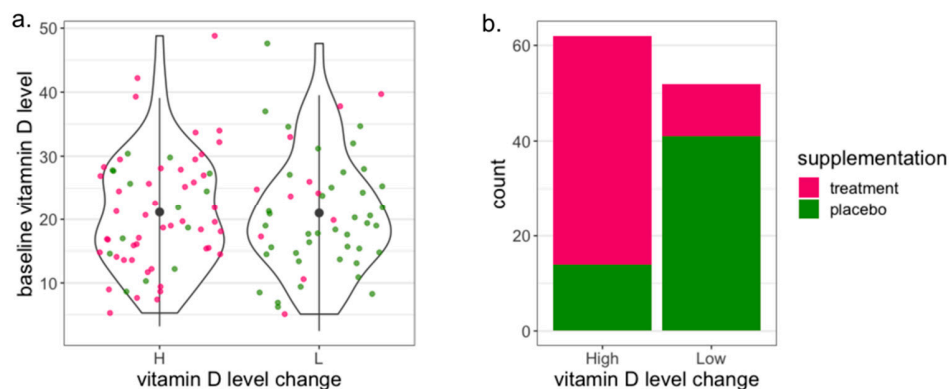 a.
baseline vitamnin D level
50
40
30
20
10
H
L
vitamin D level change
b.
count
60
40
20
0
High
Low
vitamin D level change
supplementation
treatment
placebo